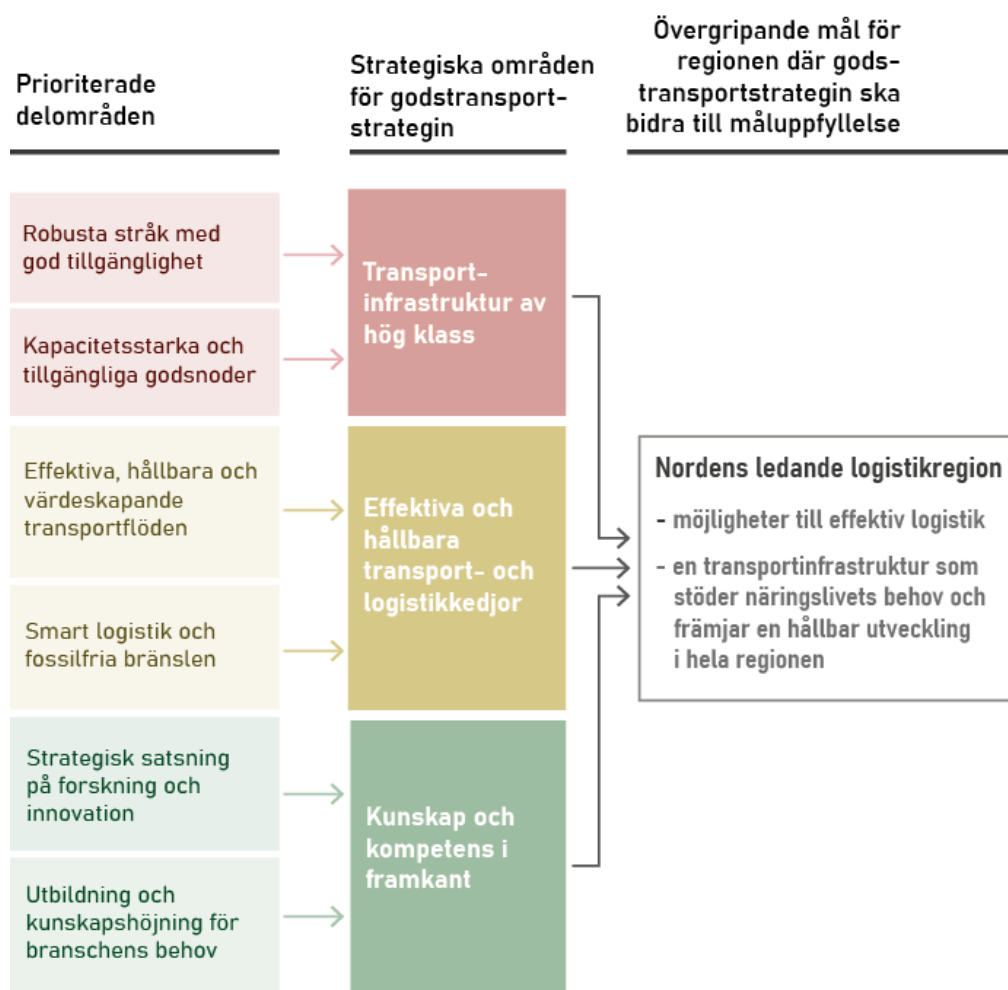 Prioriterade
delområden
Strategiska områden
för godstransport-
strategin
Övergripande mål för
regionen där gods-
transportstrategin ska
bidra till måluppfyllelse
Robusta stråk med
god tillgänglighet
Kapacitetsstarka och
tillgängliga godsnoder
Transport-
infrastruktur av
hög klass
Effektiva, hållbara och
värdeskapande
transportflöden
Smart logistik och
fossilfria bränslen
Effektiva och
hållbara
transport- och
logistikkedjor
Strategisk satsning
på forskning och
innovation
Utbildning och
kunskapshöjning för
branschens behov
Kunskap och
kompetens i
framkant
Nordens ledande logistikregion
- möjligheter till effektiv logistik
- en transportinfrastruktur som
stöder näringslivets behov och
främjar en hållbar utveckling
i hela regionen